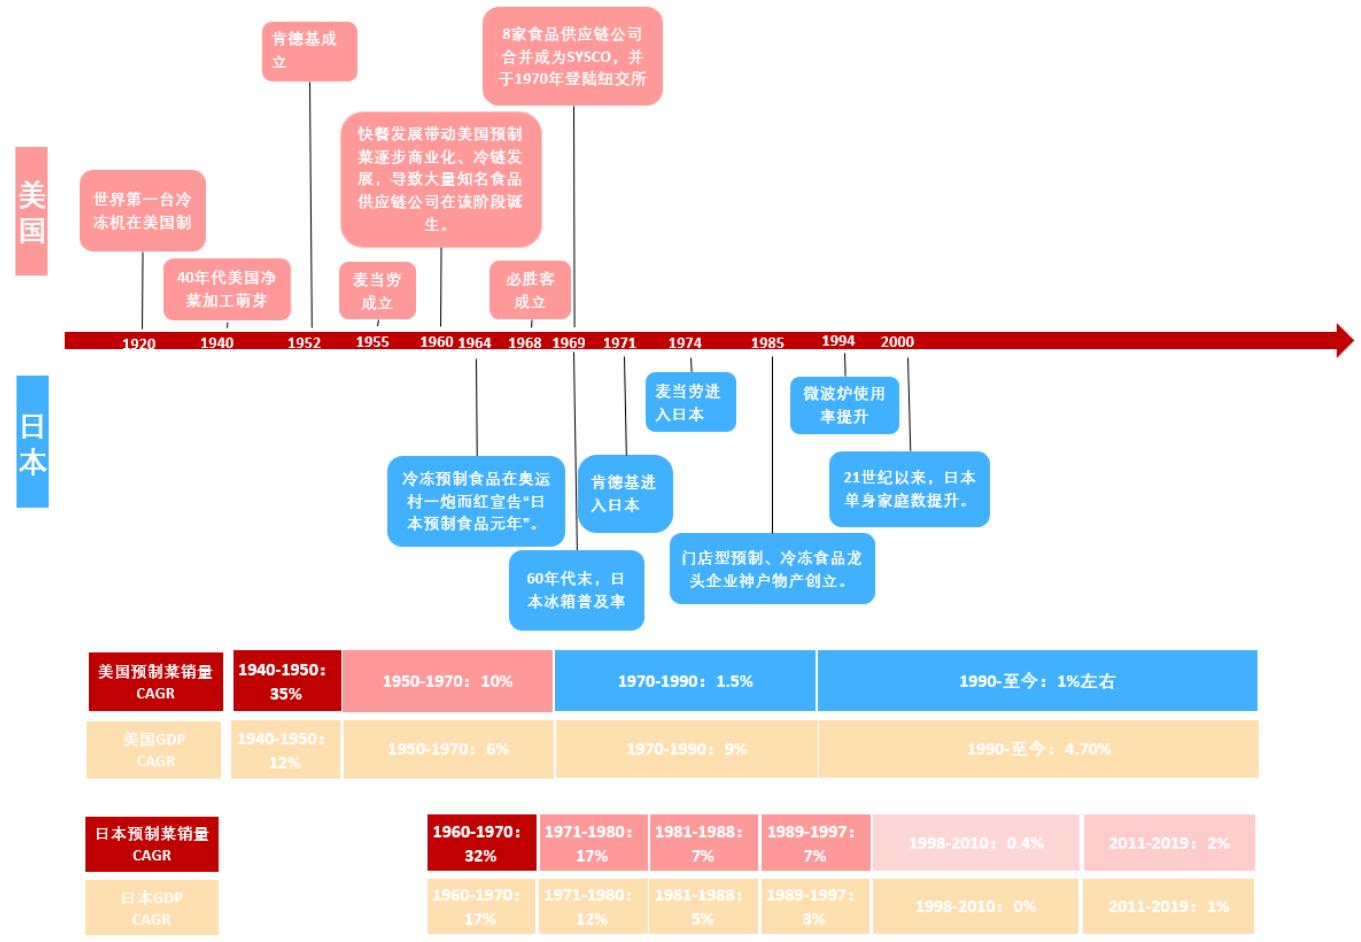 肯德基成
立
8家食品供应链公司
合并成为SYSCO，并
于1970年登陆纽交所
快餐发展带动美国预制
菜逐步商业化、冷链发
展，导致大量知名食品
供应链公司在该阶段诞
生。
美
国
世界第一台冷
冻机在美国制
40年代美国净
菜加工萌芽
麦当劳
成立
必胜客
成立
1920 1940 1952 1955 1960 1964 1968 1969 1971 1974 1985 1994 2000
日
本
麦当劳进
入日本
微波炉使用
率提升
冷冻预制食品在奥运
村一炮而红宣告“日
本预制食品元年”。
肯德基进
入日本
21世纪以来，日本
单身家庭数提升。
门店型预制、冷冻食品龙
头企业神户物产创立。
60年代末，日
本冰箱普及率
美国预制菜销量
CAGR
1940-1950：
35%
1950-1970：10%
1970-1990：1.5%
1990-至今：1%左右
美国GDP
CAGR
1940-1950：
12%
1950-1970：6%
1970-1990：9%
1990-至今：4.70%
日本预制菜销量
CAGR
1960-1970：
32%
1971-1980：
17%
1981-1988：
7%
1989-1997：
7%
1998-2010：0.4%
2011-2019：2%
日本GDP
CAGR
1960-1970：
17%
1971-1980：
12%
1981-1988：
5%
1989-1997：
3%
1998-2010：0%
2011-2019：1%